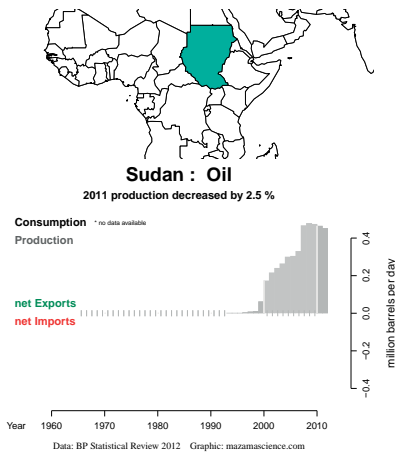 Sudan : Oil
2011 production decreased by 2.5 %
Consumption * no data available
Production
net Exports
net Imports
0.4
0.2
0.0
−0.2
−0.4
million barrels per day
Year 1960 1970 1980 1990 2000 2010
Data: BP Statistical Review 2012 Graphic: mazamascience.com